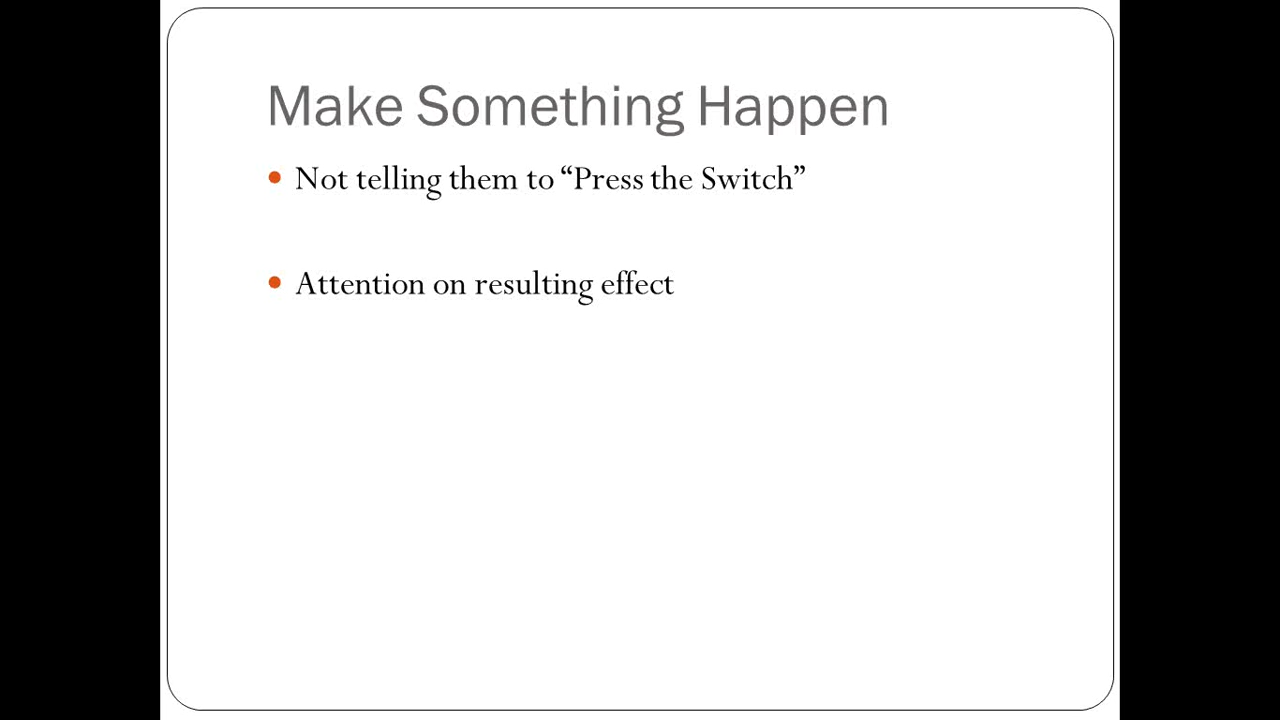 Make Something Happen
• Not telling them to “Press the Switch”
• Attention on resulting effect